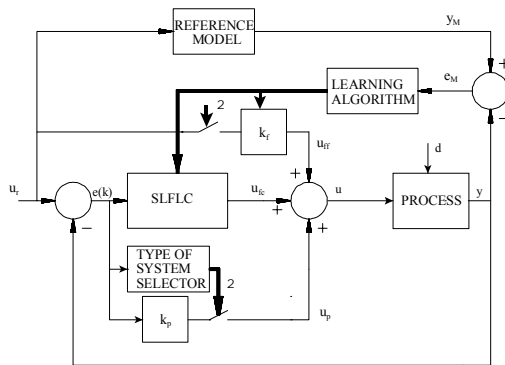 REFERENCE
MODEL
y_M
+
e_M
LEARNING
ALGORITHM
−
2
k_f
u_ff
d
u_r
e(k)
SLFLC
u_fc
+
+
u
PROCESS
y
−
+
TYPE OF
SYSTEM
SELECTOR
2
k_p
u_p